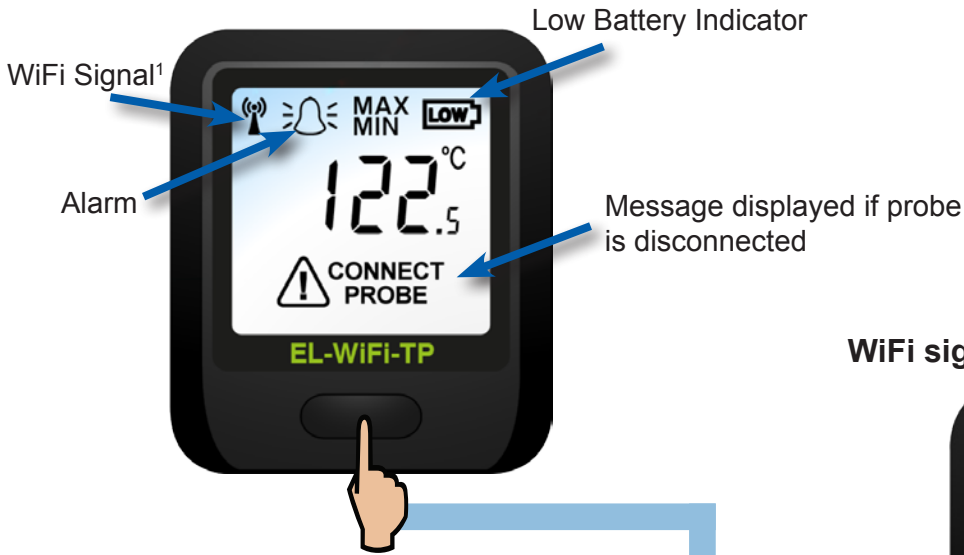 Low Battery Indicator
WiFi Signal¹
MAX
MIN
LOW
°C
122.5
Alarm
Message displayed if probe
is disconnected
CONNECT
PROBE
EL-WiFi-TP
WiFi sig